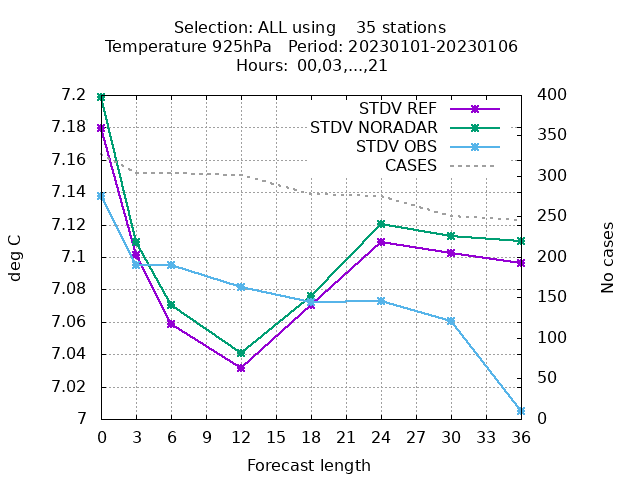 Selection: ALL using    35 stations
Temperature 925hPa   Period: 20230101-20230106
Hours: 00,03,...,21
STDV REF
STDV NORADAR
STDV OBS
CASES
deg C
7.2
7.18
7.16
7.14
7.12
7.1
7.08
7.06
7.04
7.02
7
400
350
300
250
200
150
100
50
0
No cases
0 3 6 9 12 15 18 21 24 27 30 33 36
Forecast length